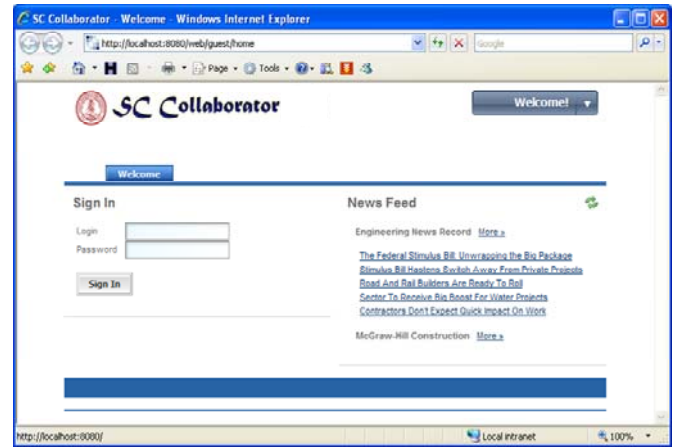 SC Collaborator - Welcome - Windows Internet Explorer
http://localhost:8080/web/guest/home
Google
Page Tools
SC Collaborator
Welcome!
Welcome
Sign In
News Feed
Engineering News Record More »
Login
Password
The Federal Stimulus Bill: Unwrapping the Big Package
Stimulus Bill Hastens Switch Away From Private Projects
Road And Rail Builders Are Ready To Roll
Sector To Receive Big Boost For Water Projects
Contractors Don't Expect Quick Impact On Work
Sign In
McGraw-Hill Construction More »
http://localhost:8080/
Local intranet
100%